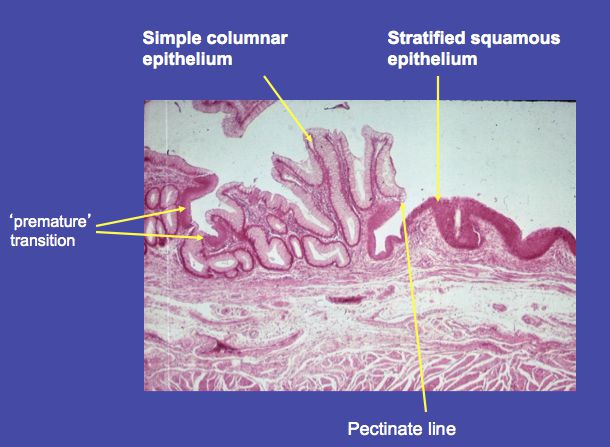 Simple columnar
epithelium
Stratified squamous
epithelium
‘premature’
transition
Pectinate line